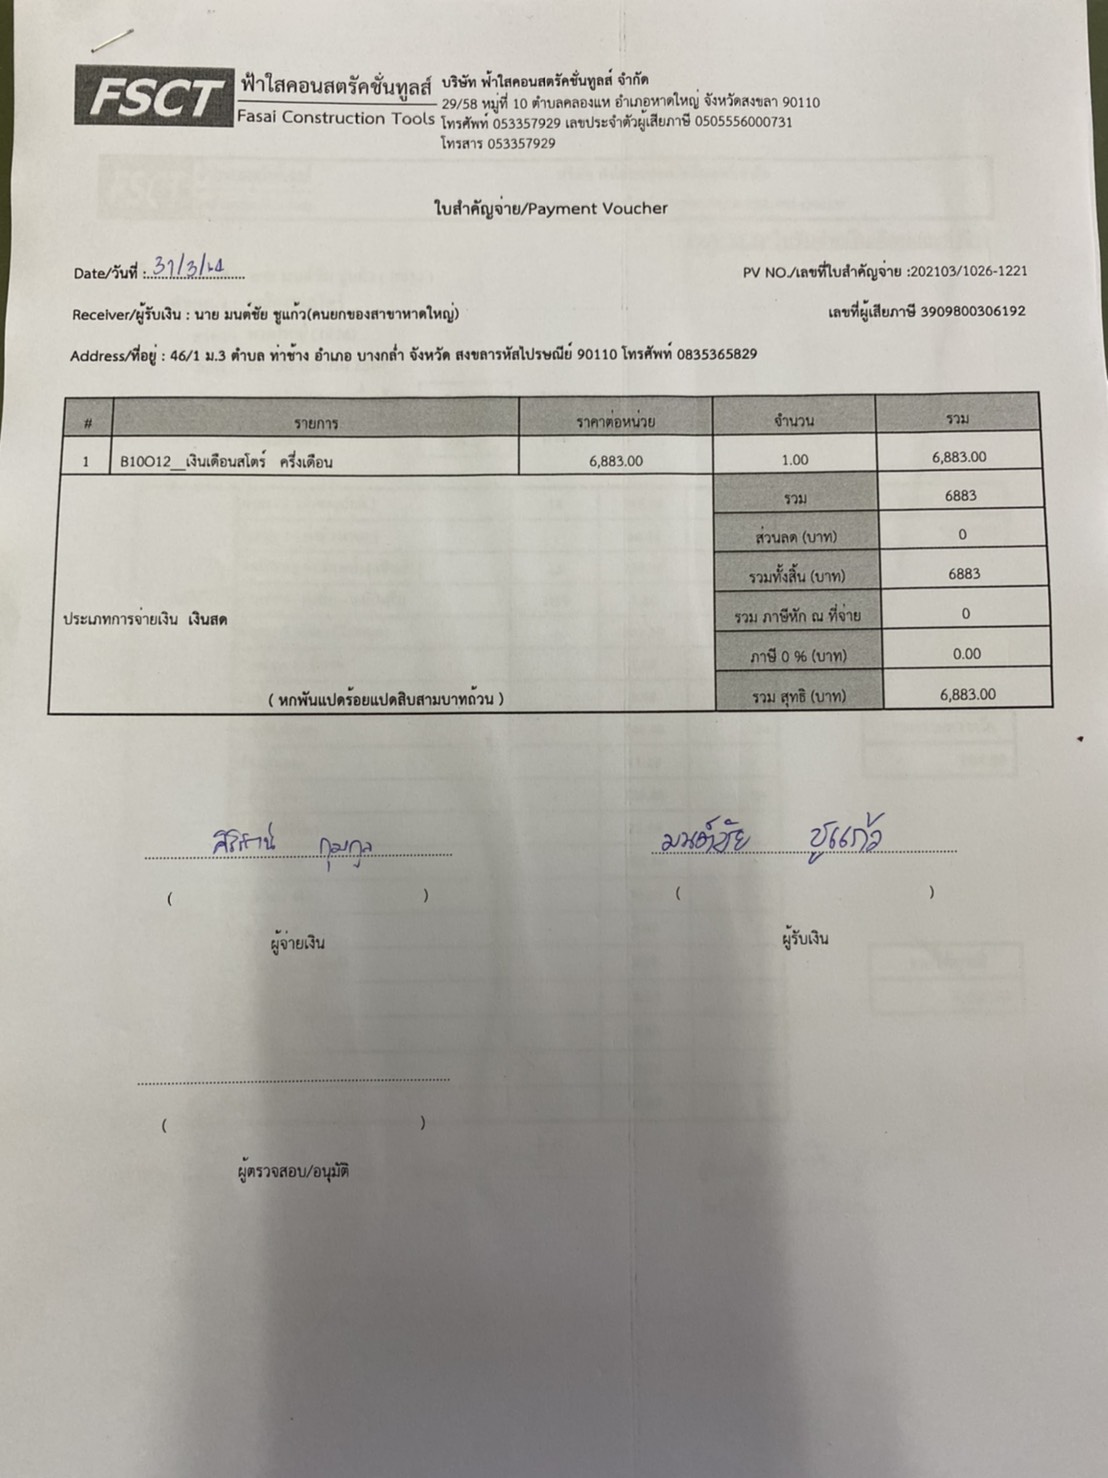 FSCT
ฟ้าใสคอนสตรัคชั่นทูลส์
Fasai Construction Tools
บริษัท ฟ้าใสคอนสตรัคชั่นทูลส์ จำกัด
29/58 หมู่ที่ 10 ตำบลคลองแห อำเภอหาดใหญ่ จังหวัดสงขลา 90110
โทรศัพท์ 053357929 เลขประจำตัวผู้เสียภาษี 0505556000731
โทรสาร 053357929
ใบสำคัญจ่าย/Payment Voucher
Date/วันที่ : 31/3/64 PV NO./เลขที่ใบสำคัญจ่าย :202103/1026-1221
Receiver/ผู้รับเงิน : นาย มนต์ชัย ชูแก้ว(คนยกของสาขาหาดใหญ่) เลขที่ผู้เสียภาษี 3909800306192
Address/ที่อยู่ : 46/1 ม.3 ตำบล ท่าช้าง อำเภอ บางกล่ำ จังหวัด สงขลารหัสไปรษณีย์ 90110 โทรศัพท์ 0835365829
# รายการ ราคาต่อหน่วย จำนวน รวม
1 B10O12__เงินเดือนสโตร์ ครึ่งเดือน 6,883.00 1.00 6,883.00
รวม 6883
ส่วนลด (บาท) 0
รวมทั้งสิ้น (บาท) 6883
ประเภทการจ่ายเงิน เงินสด รวม ภาษีหัก ณ ที่จ่าย 0
ภาษี 0 % (บาท) 0.00
( หกพันแปดร้อยแปดสิบสามบาทถ้วน ) รวม สุทธิ (บาท) 6,883.00
มนต์ชัย ชูแก้ว
( ) ( )
ผู้จ่ายเงิน ผู้รับเงิน
( )
ผู้ตรวจสอบ/อนุมัติ